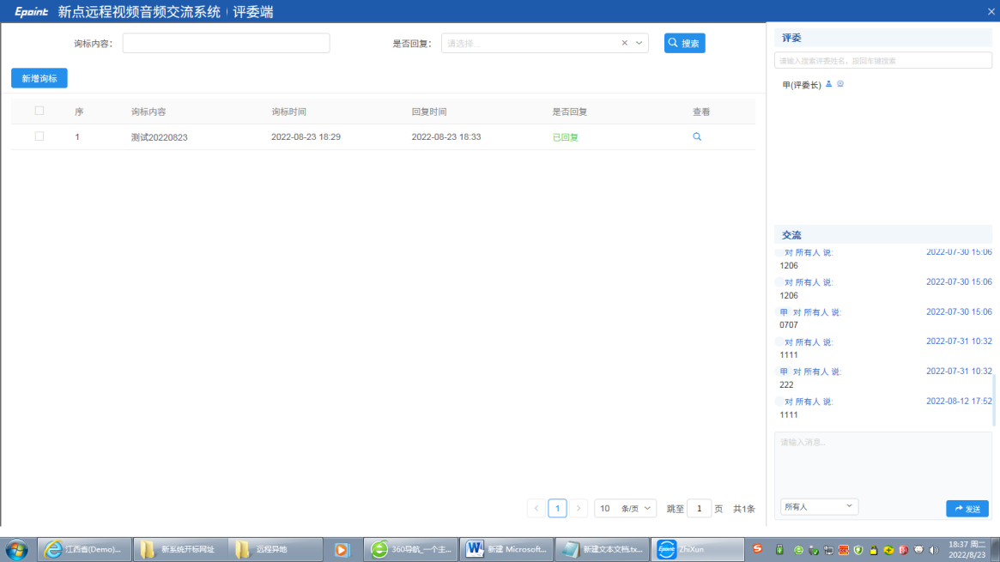 Epoint 新点远程视频音频交流系统 | 评委端
询标内容:
是否回复: 请选择...
搜索
新增询标
序 询标内容 询标时间 回复时间 是否回复 查看
1 测试20220823 2022-08-23 18:29 2022-08-23 18:33 已回复
1 10 条/页 跳至 1 页 共1条
评委
请输入搜索评委姓名, 按回车键搜索
甲(评委长)
交流
对 所有人 说: 2022-07-30 15:06
1206
对 所有人 说: 2022-07-30 15:06
1206
甲 对 所有人 说: 2022-07-30 15:06
0707
对 所有人 说: 2022-07-31 10:32
1111
甲 对 所有人 说: 2022-07-31 10:32
222
对 所有人 说: 2022-08-12 17:52
1111
请输入消息...
所有人
发送
江西省(Demo)...
新系统开标网址
远程异地
360导航_一个主...
新建 Microsoft...
新建文本文档.tx...
ZhiXun
18:37 周二
2022/8/23